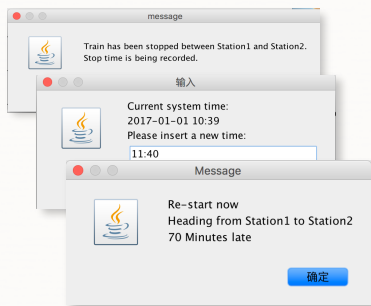 message
Train has been stopped between Station1 and Station2.
Stop time is being recorded.
输入
Current system time:
2017-01-01 10:39
Please insert a new time:
11:40
Message
Re-start now
Heading from Station1 to Station2
70 Minutes late
确定